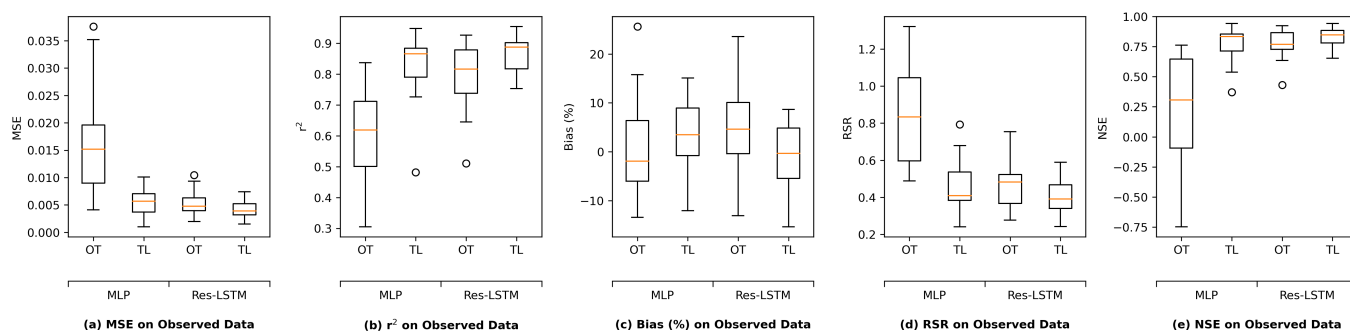 MSE
0.035
0.030
0.025
0.020
0.015
0.010
0.005
0.000
OT TL OT TL
MLP Res-LSTM
(a) MSE on Observed Data
r²
0.9
0.8
0.7
0.6
0.5
0.4
0.3
OT TL OT TL
MLP Res-LSTM
(b) r² on Observed Data
Bias (%)
20
10
0
−10
OT TL OT TL
MLP Res-LSTM
(c) Bias (%) on Observed Data
RSR
1.2
1.0
0.8
0.6
0.4
0.2
OT TL OT TL
MLP Res-LSTM
(d) RSR on Observed Data
NSE
1.00
0.75
0.50
0.25
0.00
−0.25
−0.50
−0.75
OT TL OT TL
MLP Res-LSTM
(e) NSE on Observed Data